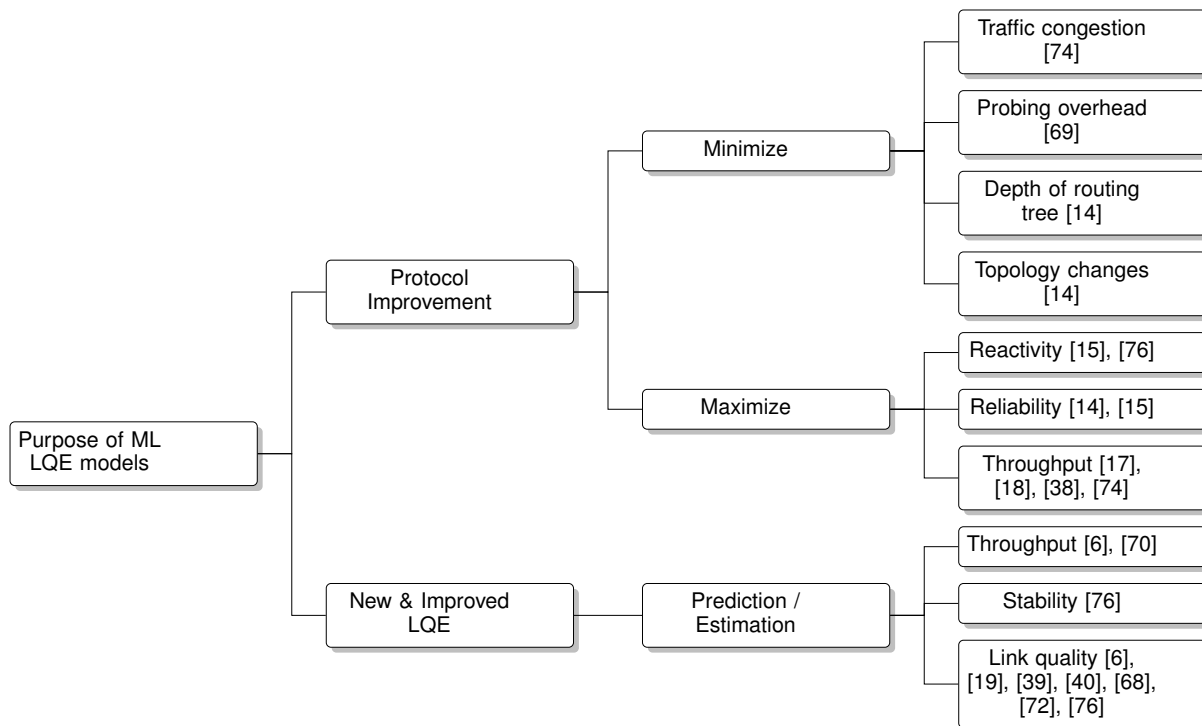 Traffic congestion
[74]
Probing overhead
[69]
Minimize
Depth of routing
tree [14]
Topology changes
[14]
Protocol
Improvement
Reactivity [15], [76]
Maximize
Reliability [14], [15]
Throughput [17],
[18], [38], [74]
Purpose of ML
LQE models
Throughput [6], [70]
New & Improved
LQE
Prediction /
Estimation
Stability [76]
Link quality [6],
[19], [39], [40], [68],
[72], [76]